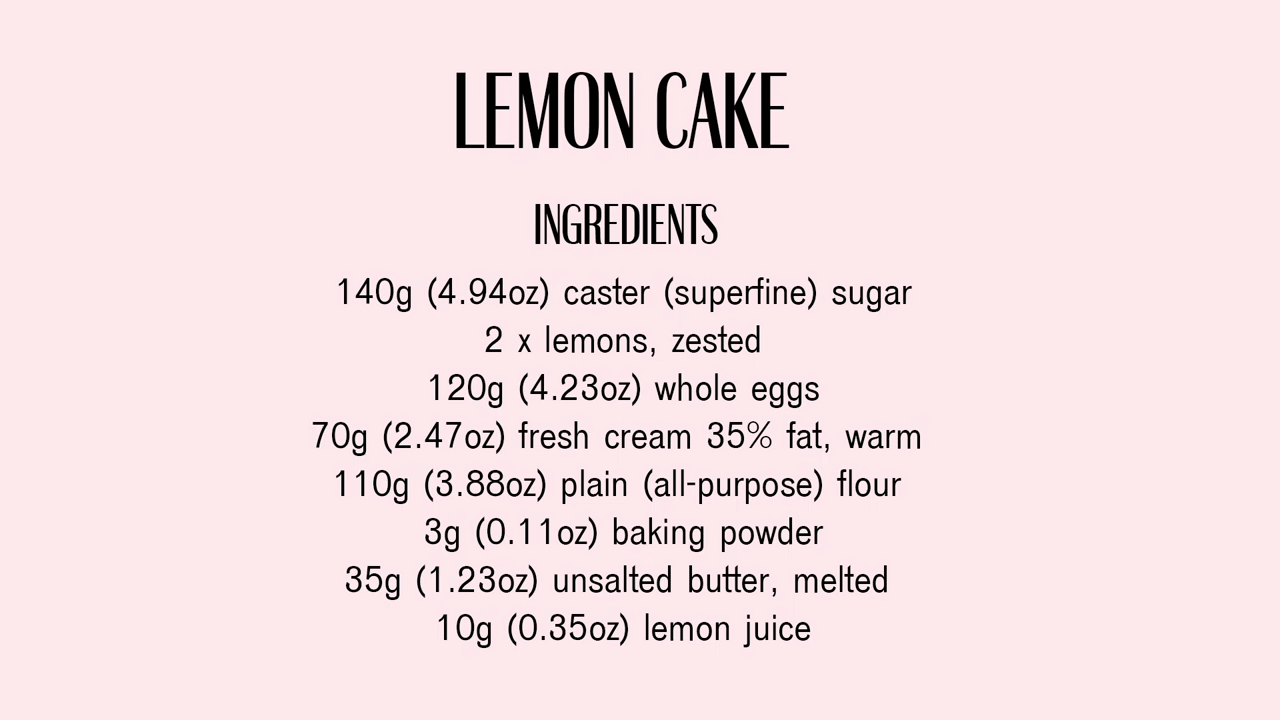 LEMON CAKE
INGREDIENTS
140g (4.94oz) caster (superfine) sugar
2 x lemons, zested
120g (4.23oz) whole eggs
70g (2.47oz) fresh cream 35% fat, warm
110g (3.88oz) plain (all-purpose) flour
3g (0.11oz) baking powder
35g (1.23oz) unsalted butter, melted
10g (0.35oz) lemon juice